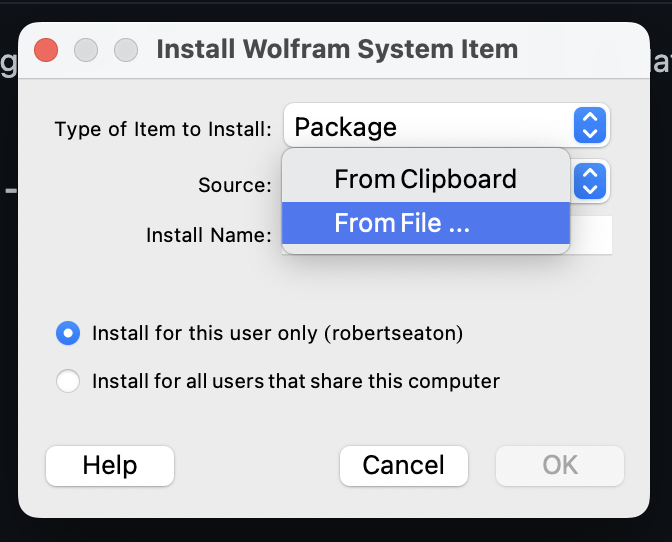 Install Wolfram System Item
Type of Item to Install: Package
Source:
From Clipboard
From File ...
Install Name:
Install for this user only (robertseaton)
Install for all users that share this computer
Help Cancel OK